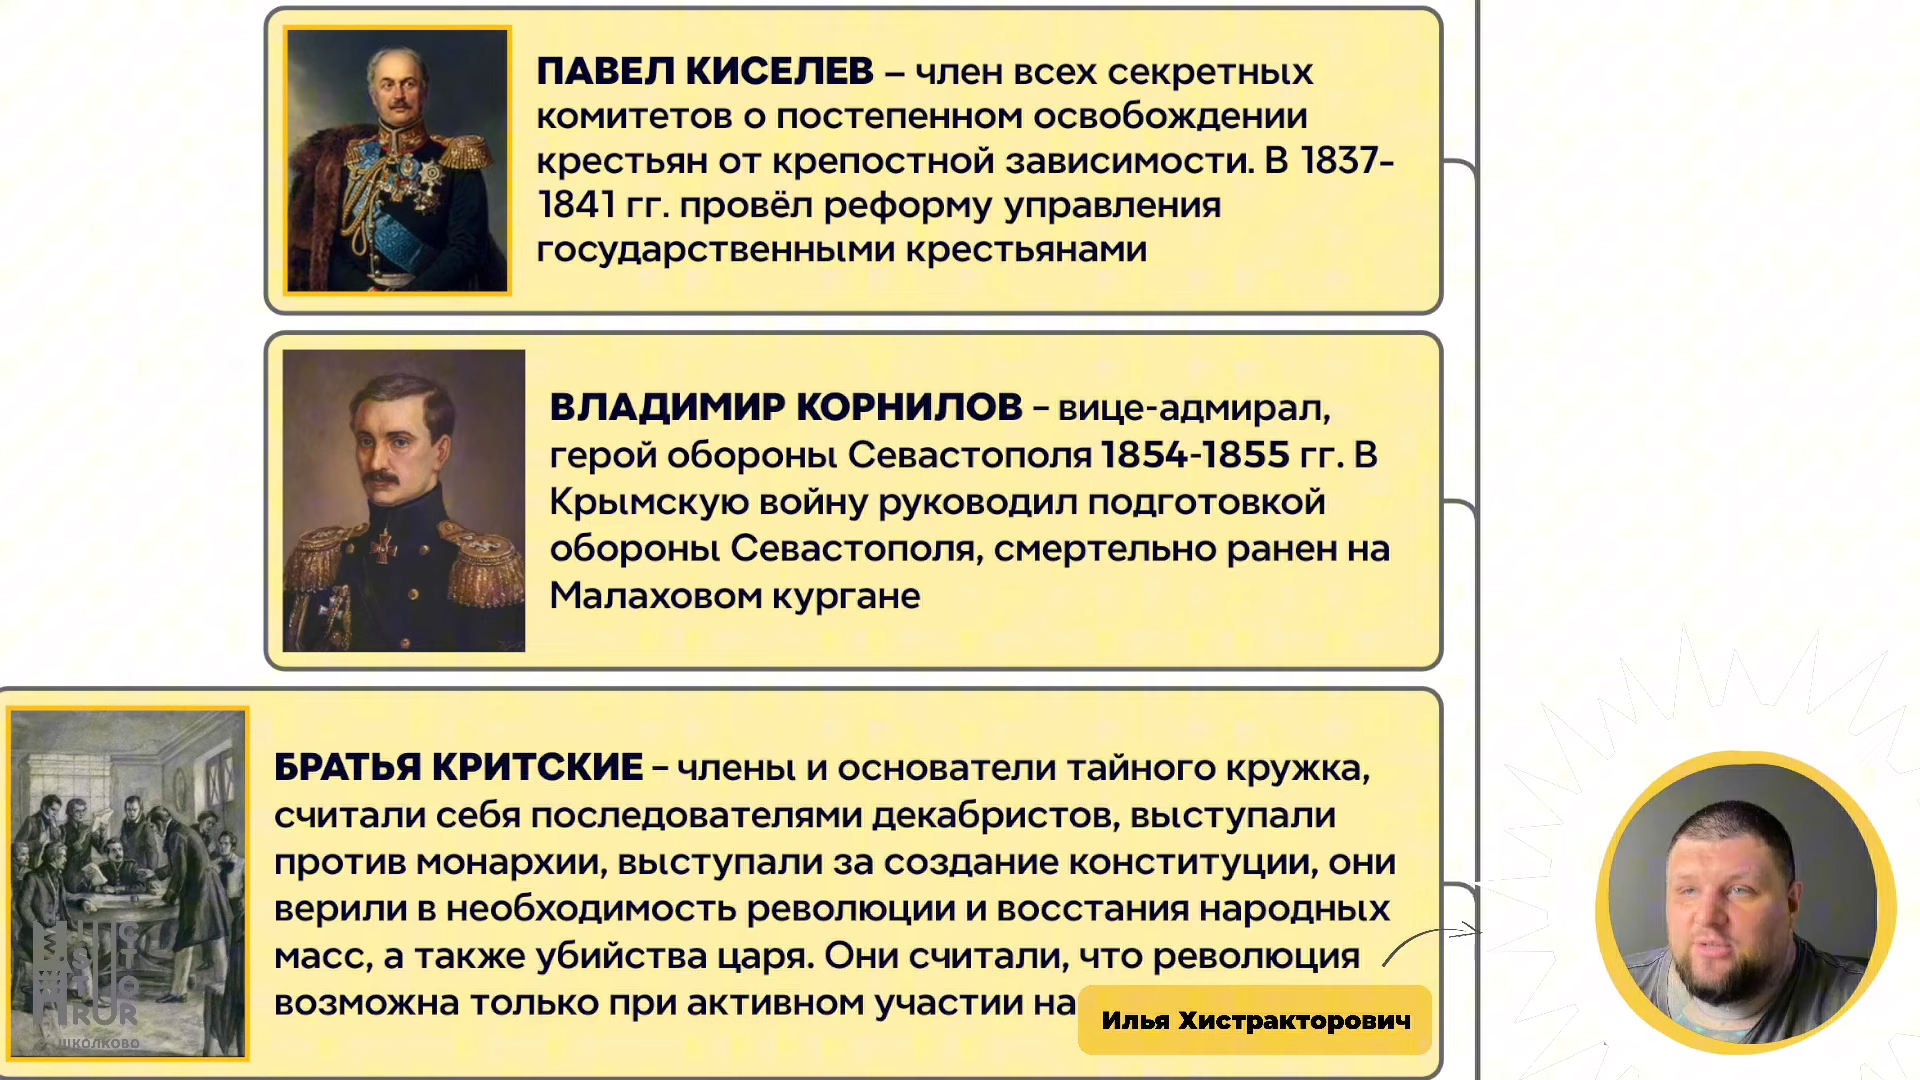 ПАВЕЛ КИСЕЛЕВ – член всех секретных
комитетов о постепенном освобождении
крестьян от крепостной зависимости. В 1837-
1841 гг. провёл реформу управления
государственными крестьянами
ВЛАДИМИР КОРНИЛОВ – вице-адмирал,
герой обороны Севастополя 1854-1855 гг. В
Крымскую войну руководил подготовкой
обороны Севастополя, смертельно ранен на
Малаховом кургане
БРАТЬЯ КРИТСКИЕ – члены и основатели тайного кружка,
считали себя последователями декабристов, выступали
против монархии, выступали за создание конституции, они
верили в необходимость революции и восстания народных
масс, а также убийства царя. Они считали, что революция
возможна только при активном участии на
Илья Хистракторович
школково